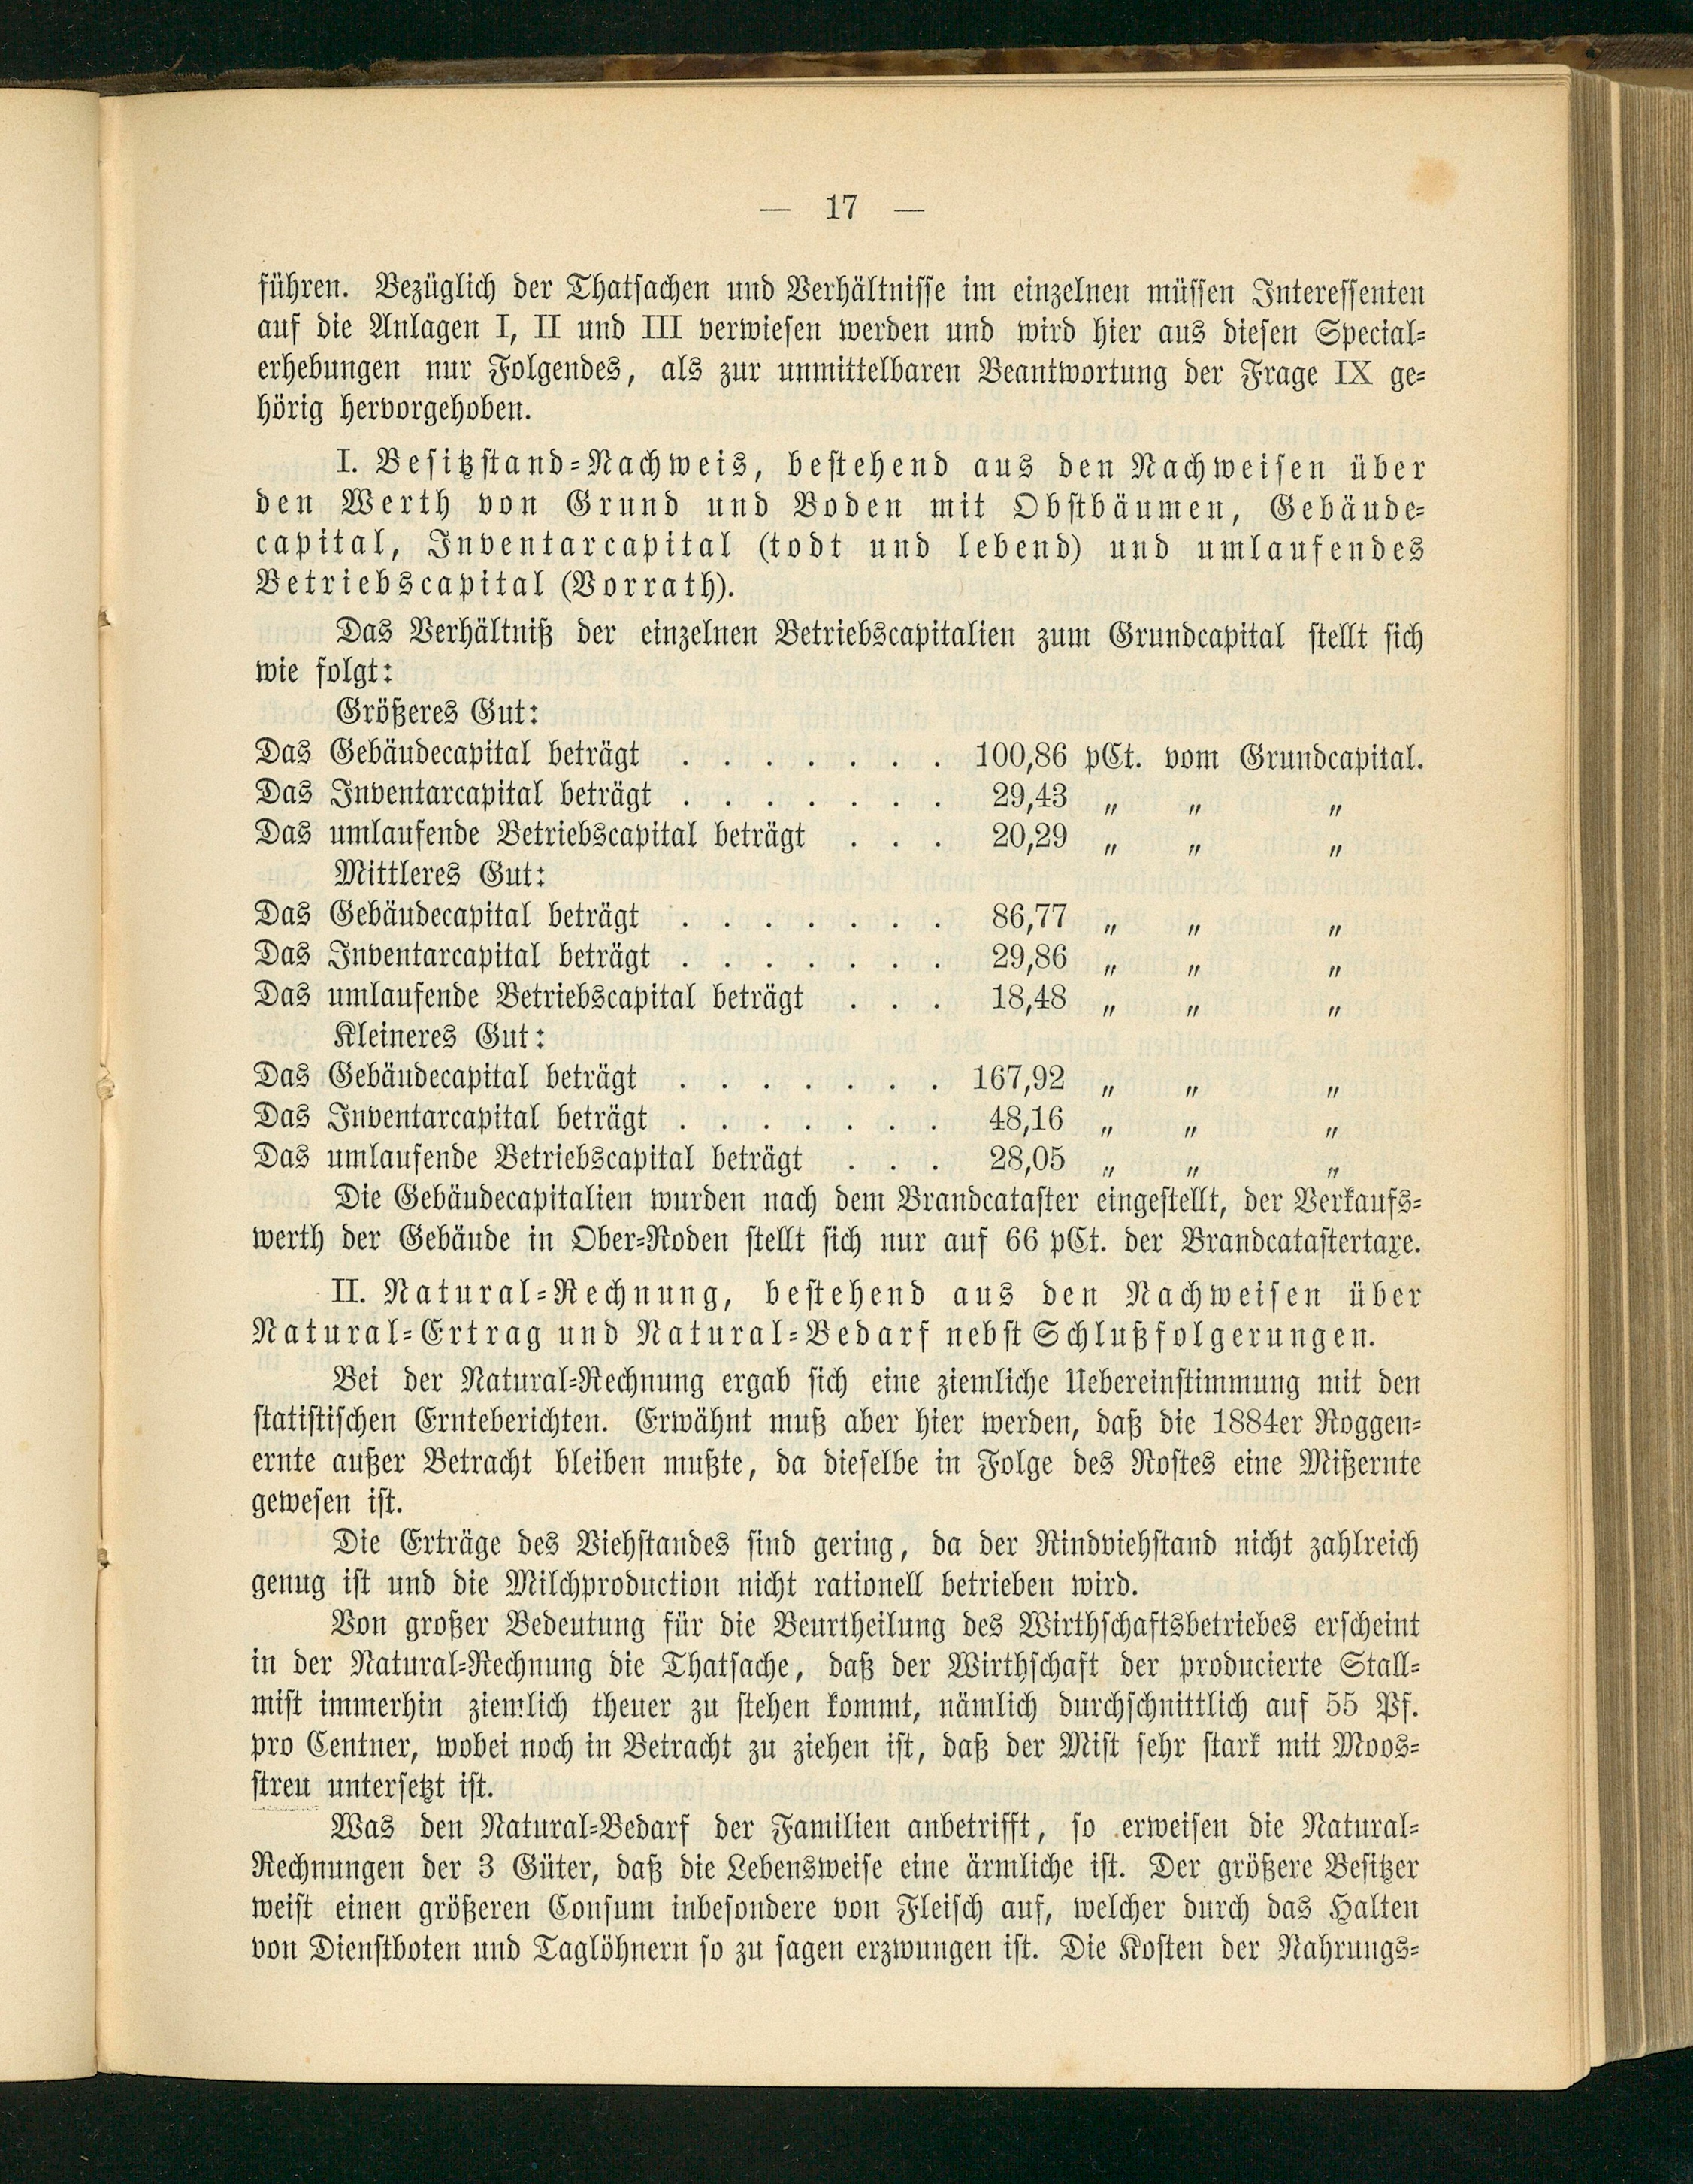 — 17 —
führen. Bezüglich der Thatsachen und Verhältnisse im einzelnen müssen Interessenten
auf die Anlagen I, II und III verwiesen werden und wird hier aus diesen Special-
erhebungen nur Folgendes, als zur unmittelbaren Beantwortung der Frage IX ge-
hörig hervorgehoben.
I. Besitzstand-Nachweis, bestehend aus den Nachweisen über
den Werth von Grund und Boden mit Obstbäumen, Gebäude-
capital, Inventarcapital (todt und lebend) und umlaufendes
Betriebscapital (Vorrath).
Das Verhältniß der einzelnen Betriebscapitalien zum Grundcapital stellt sich
wie folgt:
Größeres Gut:
Das Gebäudecapital beträgt . . . . . . . 100,86 pCt. vom Grundcapital.
Das Inventarcapital beträgt . . . . . . . 29,43 „ „ „
Das umlaufende Betriebscapital beträgt . . . 20,29 „ „ „
Mittleres Gut:
Das Gebäudecapital beträgt . . . . . . . 86,77 „ „ „
Das Inventarcapital beträgt . . . . . . . 29,86 „ „ „
Das umlaufende Betriebscapital beträgt . . . 18,48 „ „ „
Kleineres Gut:
Das Gebäudecapital beträgt . . . . . . . 167,92 „ „ „
Das Inventarcapital beträgt . . . . . . . 48,16 „ „ „
Das umlaufende Betriebscapital beträgt . . . 28,05 „ „ „
Die Gebäudecapitalien wurden nach dem Brandcataster eingestellt, der Verkaufs-
werth der Gebäude in Ober-Roden stellt sich nur auf 66 pCt. der Brandcatastertaxe.
II. Natural-Rechnung, bestehend aus den Nachweisen über
Natural-Ertrag und Natural-Bedarf nebst Schlußfolgerungen.
Bei der Natural-Rechnung ergab sich eine ziemliche Uebereinstimmung mit den
statistischen Ernteberichten. Erwähnt muß aber hier werden, daß die 1884er Roggen-
ernte außer Betracht bleiben mußte, da dieselbe in Folge des Rostes eine Mißernte
gewesen ist.
Die Erträge des Viehstandes sind gering, da der Rindviehstand nicht zahlreich
genug ist und die Milchproduction nicht rationell betrieben wird.
Von großer Bedeutung für die Beurtheilung des Wirthschaftsbetriebes erscheint
in der Natural-Rechnung die Thatsache, daß der Wirthschaft der producierte Stall-
mist immerhin ziemlich theuer zu stehen kommt, nämlich durchschnittlich auf 55 Pf.
pro Centner, wobei noch in Betracht zu ziehen ist, daß der Mist sehr stark mit Moos-
streu untersetzt ist.
Was den Natural-Bedarf der Familien anbetrifft, so erweisen die Natural-
Rechnungen der 3 Güter, daß die Lebensweise eine ärmliche ist. Der größere Besitzer
weist einen größeren Consum inbesondere von Fleisch auf, welcher durch das Halten
von Dienstboten und Taglöhnern so zu sagen erzwungen ist. Die Kosten der Nahrungs-